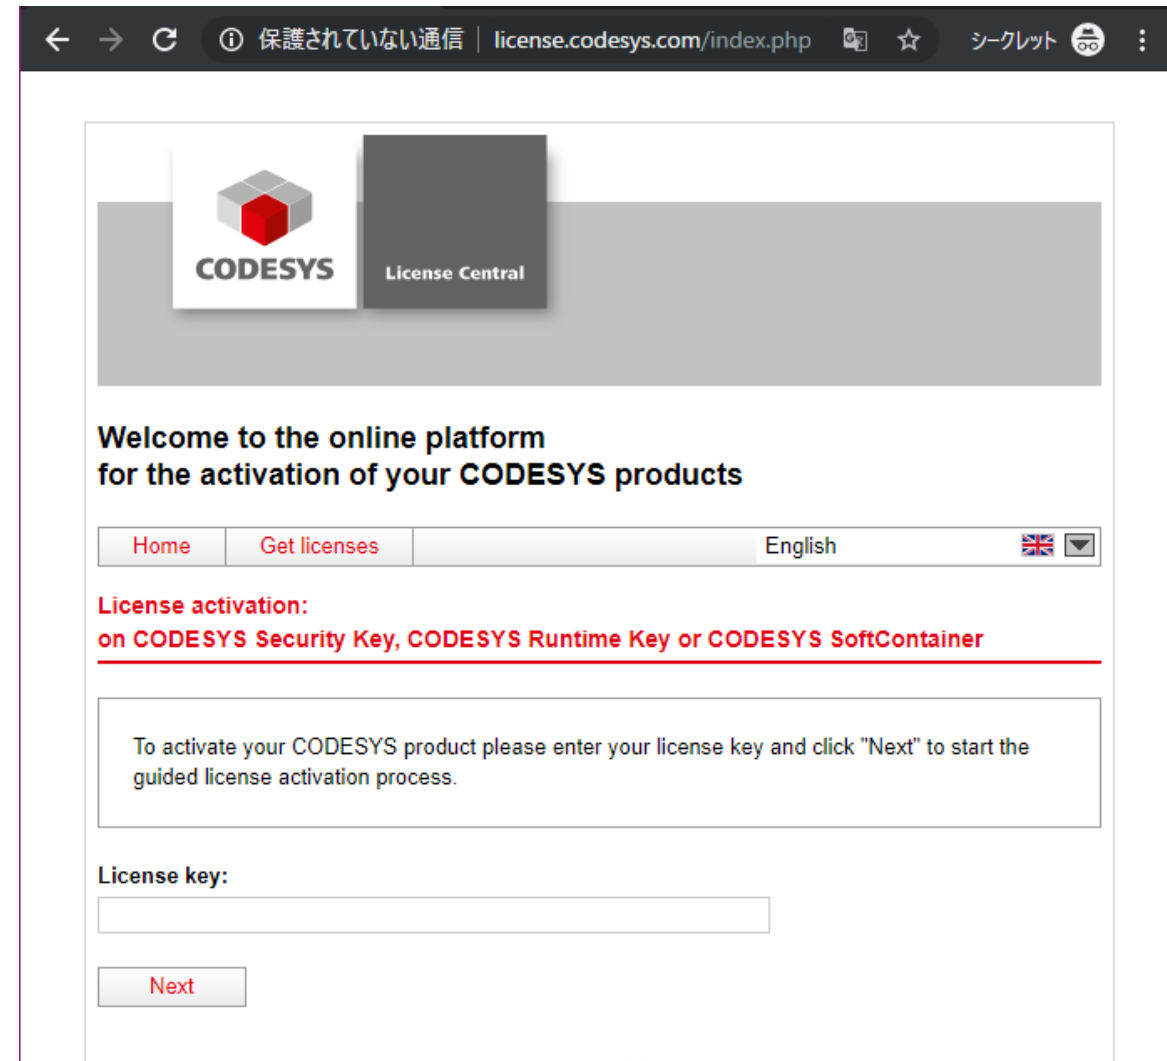 保護されていない通信 | license.codesys.com/index.php シークレット
CODESYS
License Central
Welcome to the online platform
for the activation of your CODESYS products
Home Get licenses English
License activation:
on CODESYS Security Key, CODESYS Runtime Key or CODESYS SoftContainer
To activate your CODESYS product please enter your license key and click "Next" to start the
guided license activation process.
License key:
Next